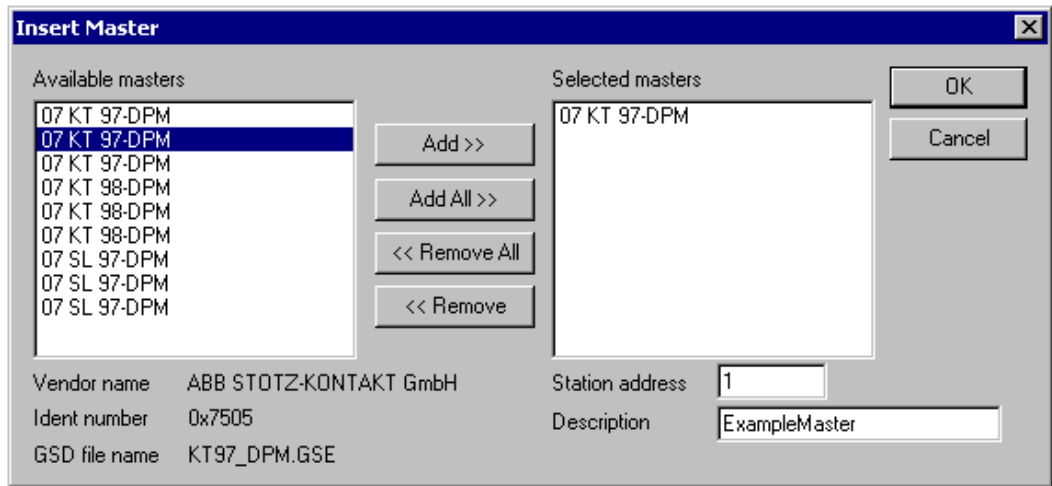 Insert Master
Available masters
07 KT 97-DPM
07 KT 97-DPM
07 KT 97-DPM
07 KT 98-DPM
07 KT 98-DPM
07 KT 98-DPM
07 SL 97-DPM
07 SL 97-DPM
07 SL 97-DPM
Add >>
Add All >>
<< Remove All
<< Remove
Selected masters
07 KT 97-DPM
OK
Cancel
Vendor name ABB STOTZ-KONTAKT GmbH
Ident number 0x7505
GSD file name KT97_DPM.GSE
Station address 1
Description ExampleMaster